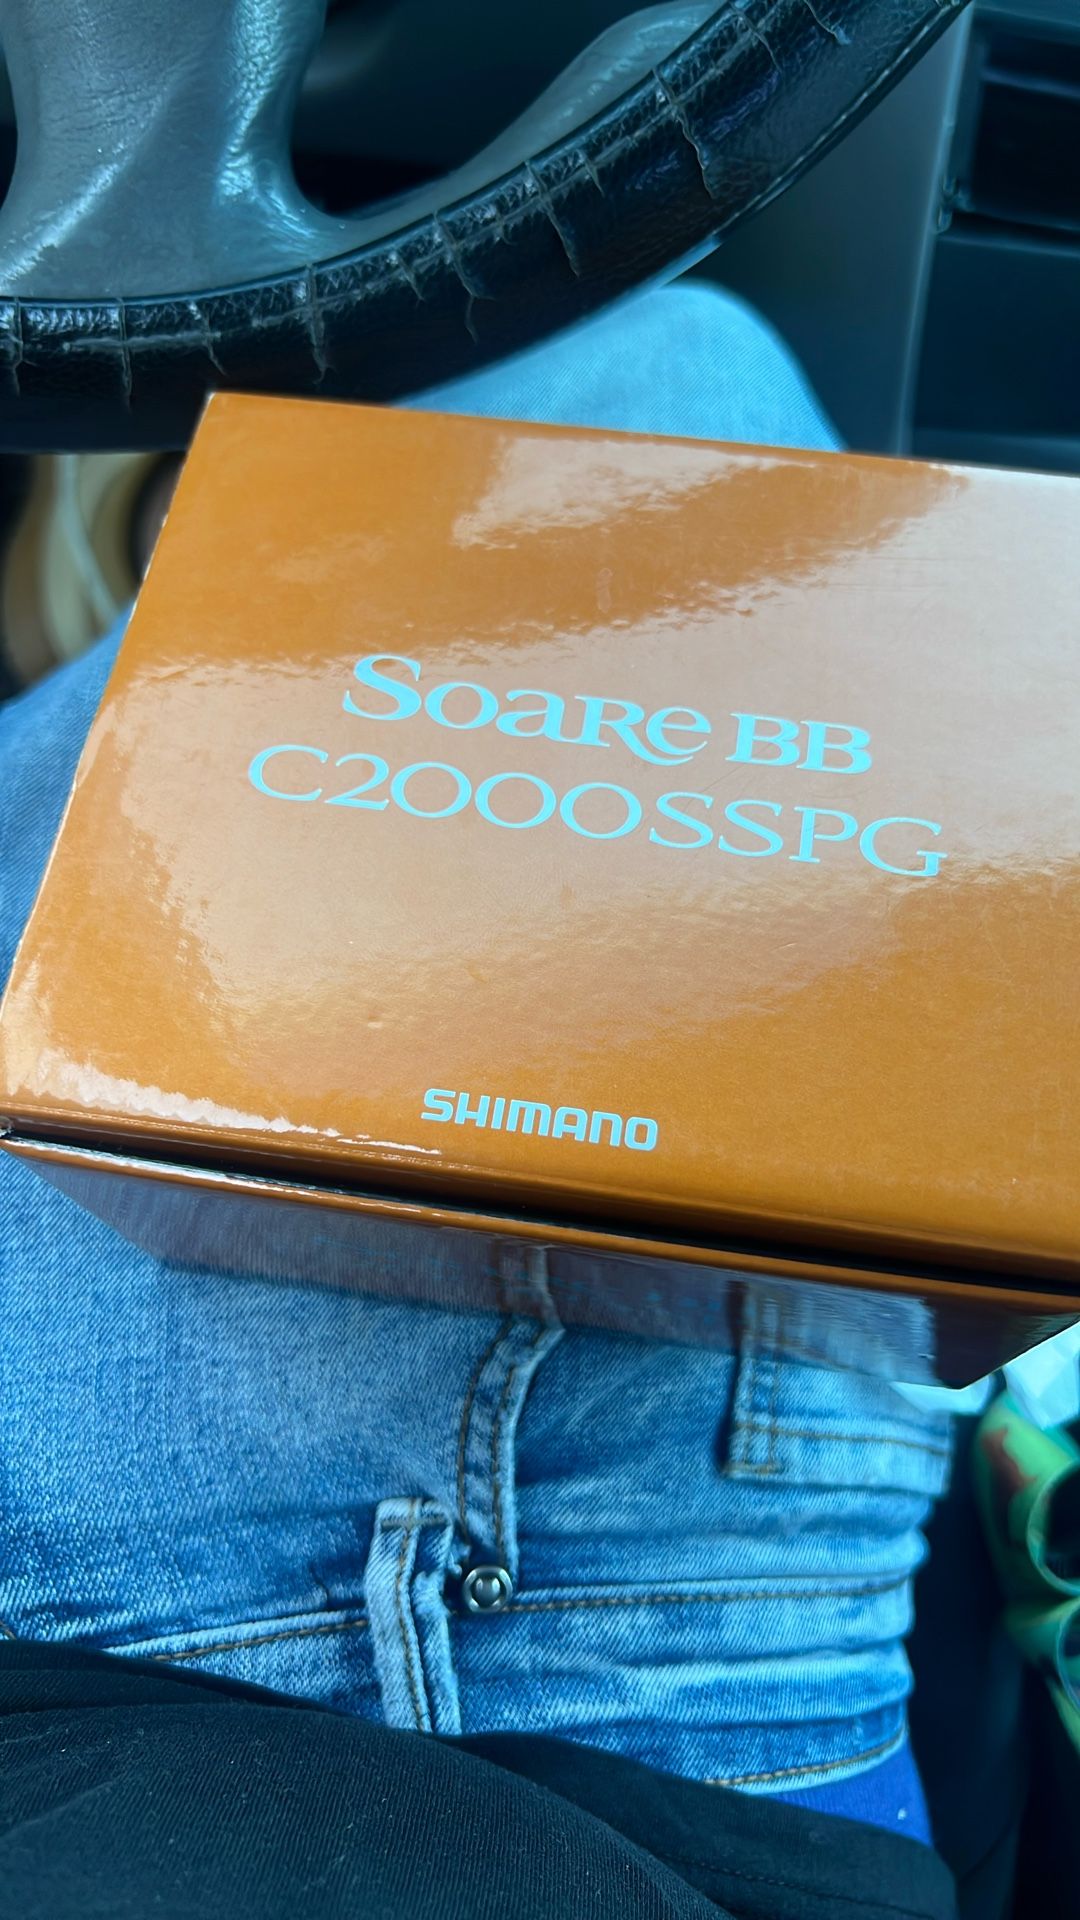 Soare BB
C2000SSPG
SHIMANO